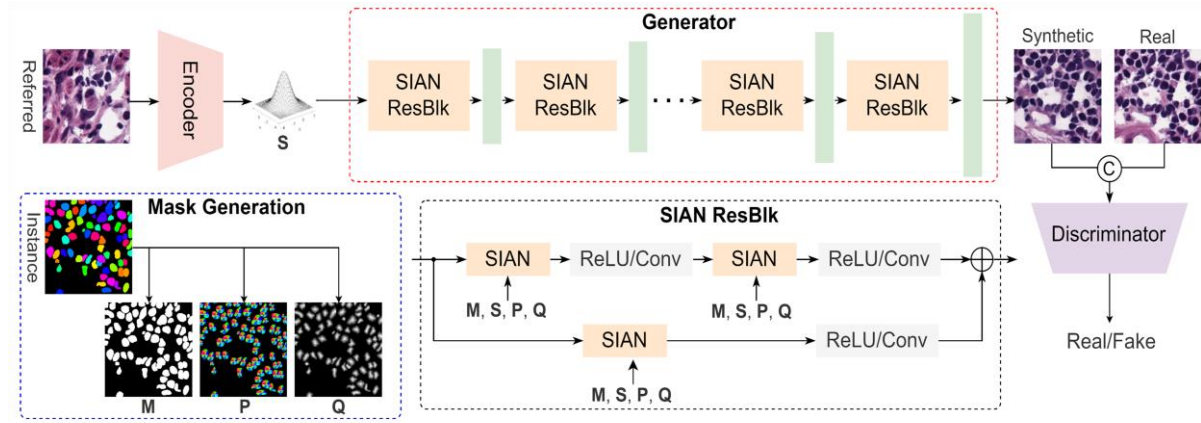 Generator
Referred
Encoder
S
SIAN
ResBlk
SIAN
ResBlk
SIAN
ResBlk
SIAN
ResBlk
Synthetic
Real
C
Discriminator
Real/Fake
Mask Generation
Instance
M
P
Q
SIAN ResBlk
SIAN
ReLU/Conv
SIAN
ReLU/Conv
M, S, P, Q
M, S, P, Q
SIAN
ReLU/Conv
M, S, P, Q